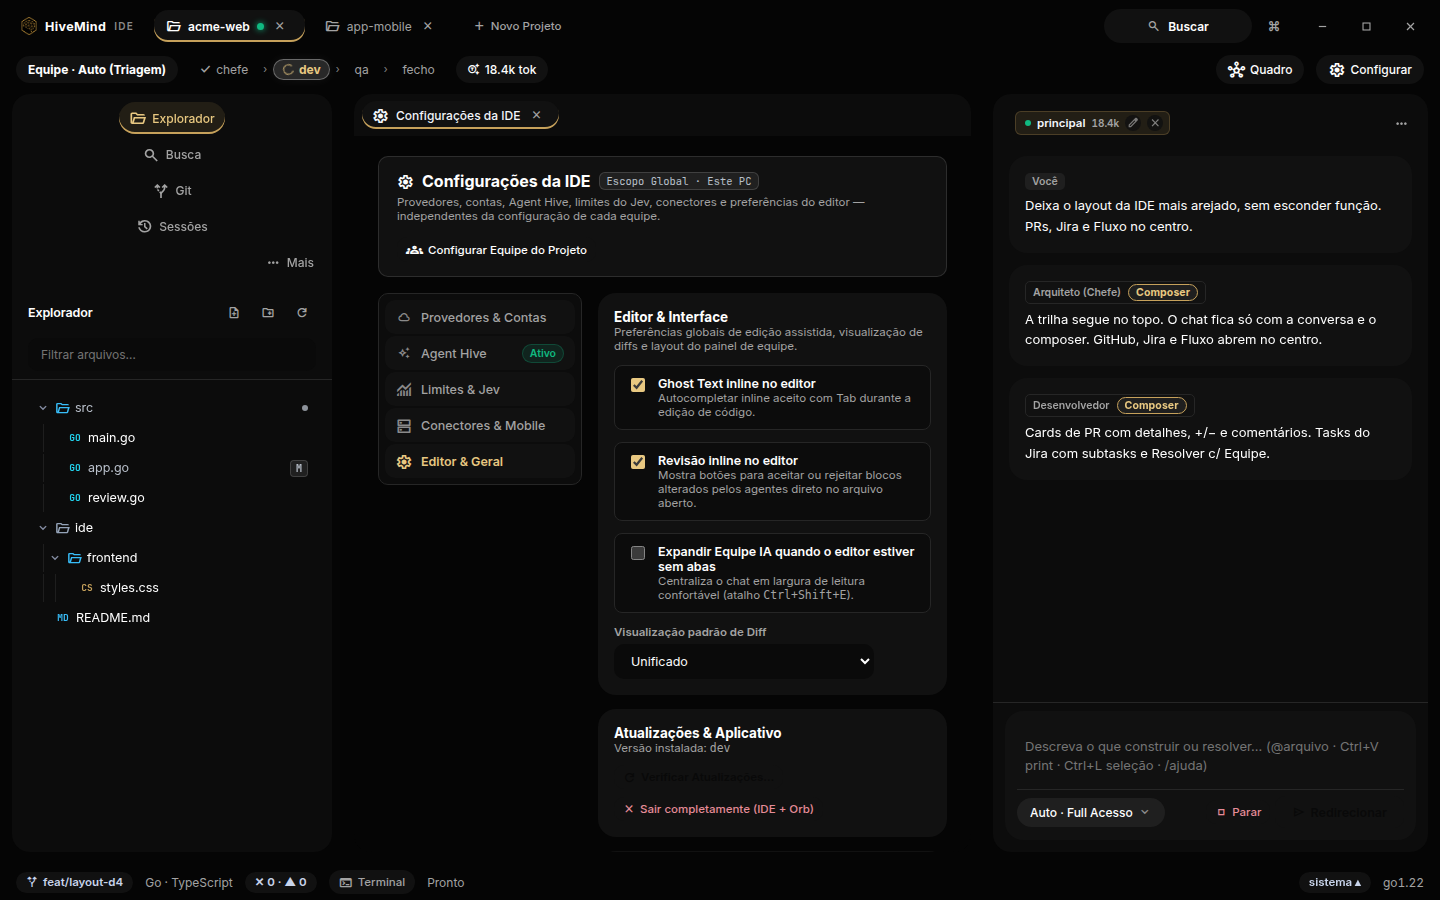 HiveMind IDE
acme-web
app-mobile
Novo Projeto
Buscar
Equipe · Auto (Triagem)
chefe
dev
qa
fecho
18.4k tok
Quadro
Configurar
Explorador
Busca
Git
Sessões
Mais
Explorador
Filtrar arquivos...
src
GO main.go
GO app.go M
GO review.go
ide
frontend
CS styles.css
MD README.md
Configurações da IDE
Configurações da IDE Escopo Global · Este PC
Provedores, contas, Agent Hive, limites do Jev, conectores e preferências do editor —
independentes da configuração de cada equipe.
Configurar Equipe do Projeto
Provedores & Contas
Agent Hive Ativo
Limites & Jev
Conectores & Mobile
Editor & Geral
Editor & Interface
Preferências globais de edição assistida, visualização de
diffs e layout do painel de equipe.
Ghost Text inline no editor
Autocompletar inline aceito com Tab durante a
edição de código.
Revisão inline no editor
Mostra botões para aceitar ou rejeitar blocos
alterados pelos agentes direto no arquivo
aberto.
Expandir Equipe IA quando o editor estiver
sem abas
Centraliza o chat em largura de leitura
confortável (atalho Ctrl+Shift+E).
Visualização padrão de Diff
Unificado
Atualizações & Aplicativo
Versão instalada: dev
Verificar Atualizações...
Sair completamente (IDE + Orb)
principal 18.4k
Você
Deixa o layout da IDE mais arejado, sem esconder função.
PRs, Jira e Fluxo no centro.
Arquiteto (Chefe) Composer
A trilha segue no topo. O chat fica só com a conversa e o
composer. GitHub, Jira e Fluxo abrem no centro.
Desenvolvedor Composer
Cards de PR com detalhes, +/− e comentários. Tasks do
Jira com subtasks e Resolver c/ Equipe.
Descreva o que construir ou resolver... (@arquivo · Ctrl+V
print · Ctrl+L seleção · /ajuda)
Auto · Full Acesso
Parar
Redirecionar
feat/layout-d4
Go · TypeScript
✕ 0 · ▲ 0
Terminal
Pronto
sistema ▴
go1.22